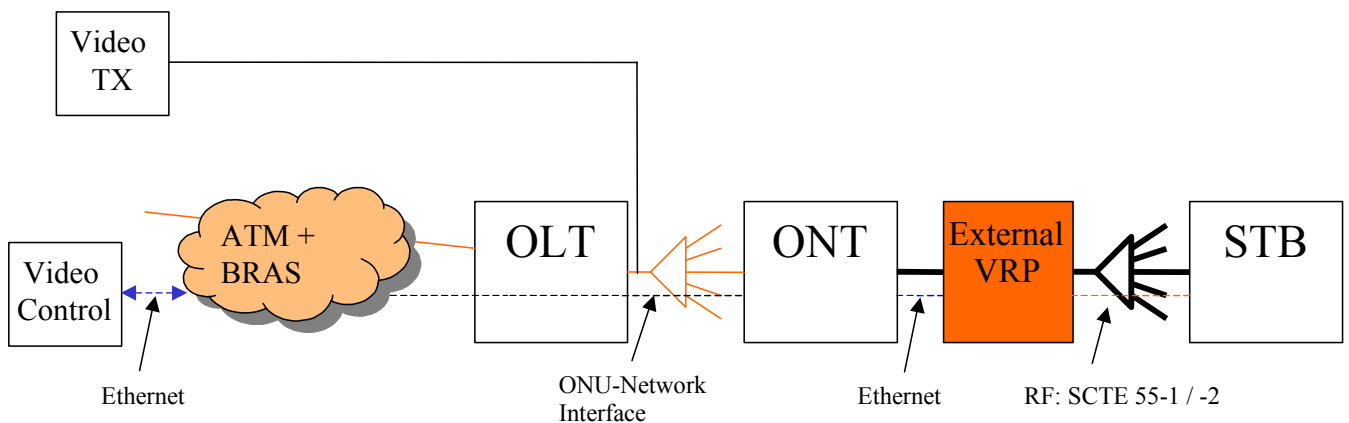 Video
TX
ATM +
BRAS
OLT
ONT
External
VRP
STB
Video
Control
Ethernet
ONU-Network
Interface
Ethernet
RF: SCTE 55-1 / -2